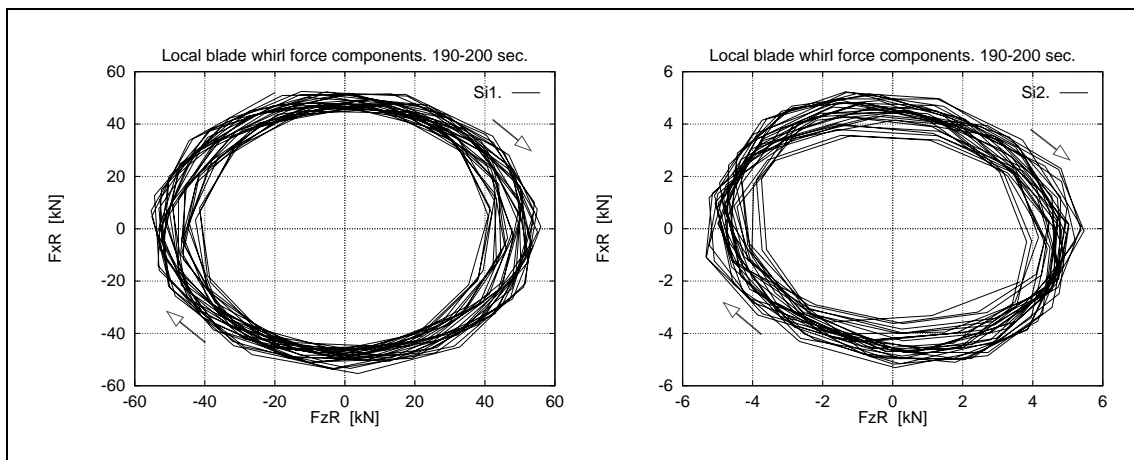 Local blade whirl force components. 190-200 sec.
60
40
20
0
-20
-40
-60
FxR [kN]
Si1.
-60 -40 -20 0 20 40 60
FzR [kN]
Local blade whirl force components. 190-200 sec.
6
4
2
0
-2
-4
-6
FxR [kN]
Si2.
-6 -4 -2 0 2 4 6
FzR [kN]